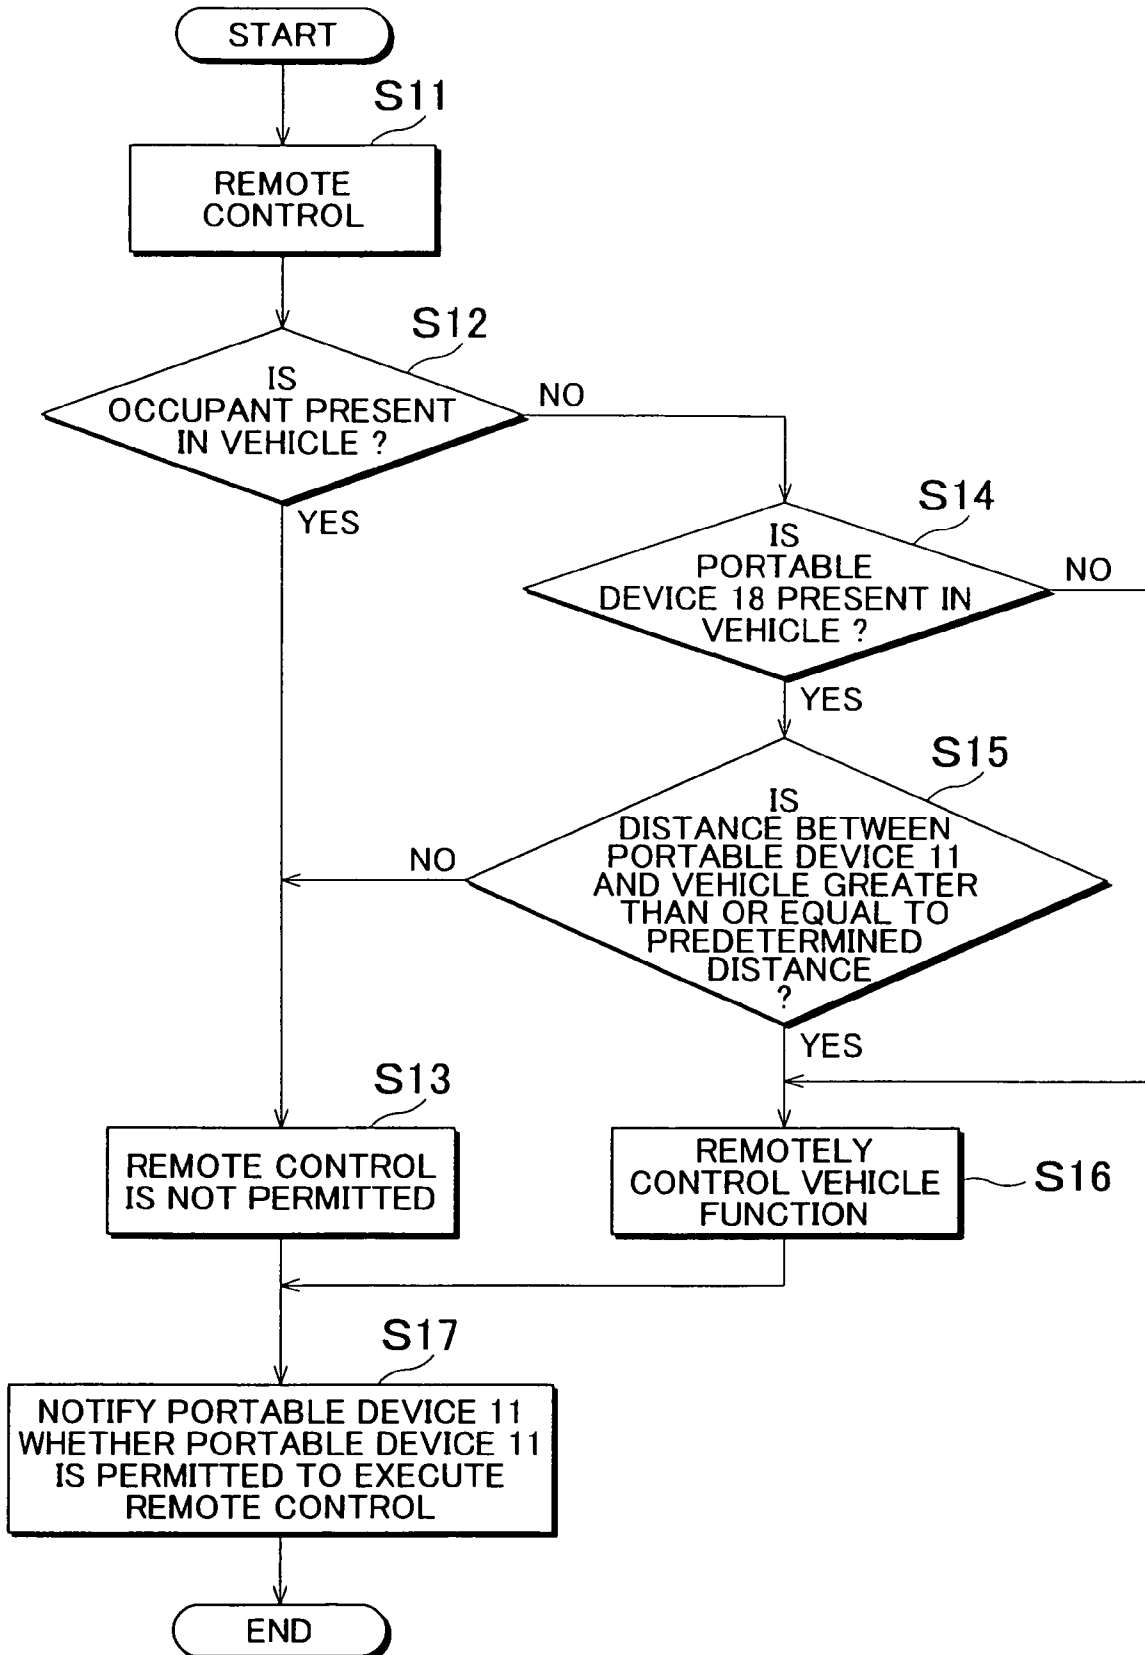 START
S11
REMOTE
CONTROL
S12
IS
OCCUPANT PRESENT
IN VEHICLE ?
NO
YES
S14
IS
PORTABLE
DEVICE 18 PRESENT IN
VEHICLE ?
NO
YES
S15
IS
DISTANCE BETWEEN
PORTABLE DEVICE 11
AND VEHICLE GREATER
THAN OR EQUAL TO
PREDETERMINED
DISTANCE
?
NO
YES
S13
REMOTE CONTROL
IS NOT PERMITTED
REMOTELY
CONTROL VEHICLE
FUNCTION
S16
S17
NOTIFY PORTABLE DEVICE 11
WHETHER PORTABLE DEVICE 11
IS PERMITTED TO EXECUTE
REMOTE CONTROL
END